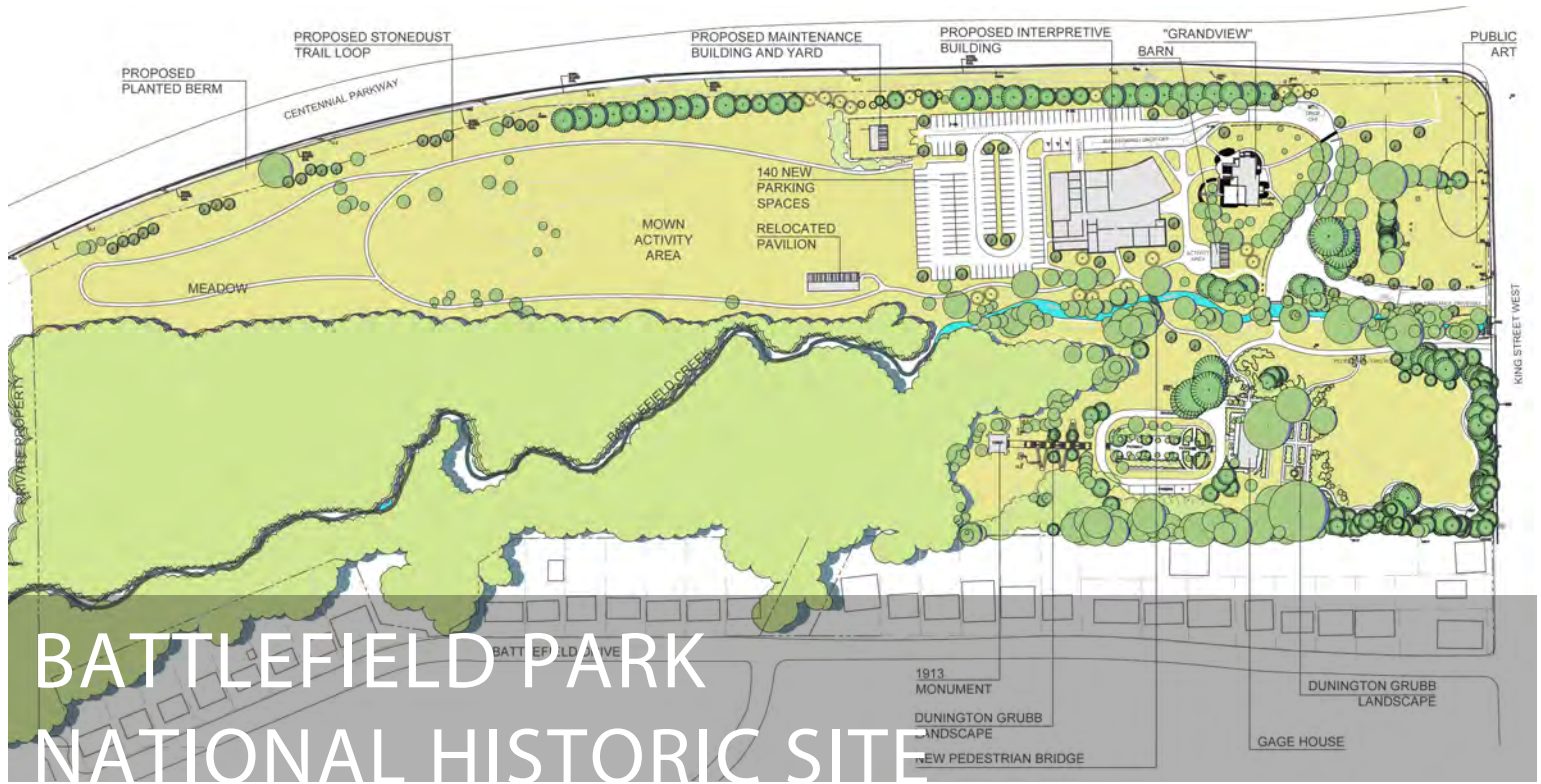 PROPOSED STONEDUST
TRAIL LOOP
PROPOSED MAINTENANCE
BUILDING AND YARD
PROPOSED INTERPRETIVE
BUILDING
"GRANDVIEW"
BARN
PUBLIC
ART
PROPOSED
PLANTED BERM
CENTENNIAL PARKWAY
140 NEW
PARKING
SPACES
RELOCATED
PAVILION
MOWN
ACTIVITY
AREA
MEADOW
ACTIVITY
AREA
KING STREET WEST
BATTLEFIELD CREEK
PRIVATE PROPERTY
BATTLEFIELD DRIVE
1913
MONUMENT
DUNINGTON GRUBB
LANDSCAPE
NEW PEDESTRIAN BRIDGE
DUNINGTON GRUBB
LANDSCAPE
GAGE HOUSE
BATTLEFIELD PARK
NATIONAL HISTORIC SITE